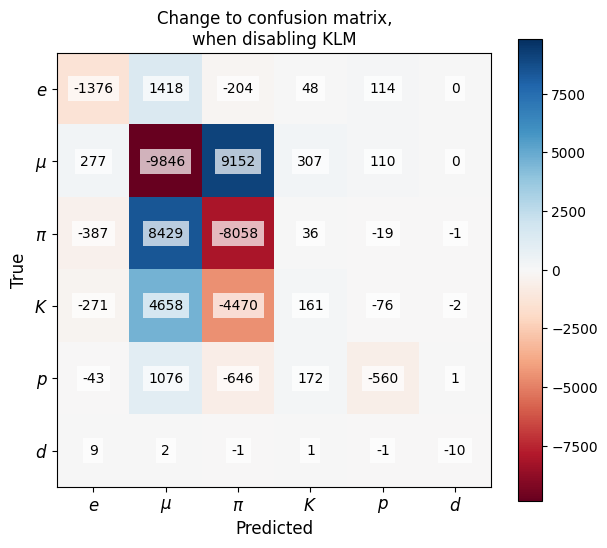 Change to confusion matrix,
when disabling KLM
e -1376 1418 -204 48 114 0
μ 277 -9846 9152 307 110 0
π -387 8429 -8058 36 -19 -1
K -271 4658 -4470 161 -76 -2
p -43 1076 -646 172 -560 1
d 9 2 -1 1 -1 -10
e μ π K p d
True
Predicted
7500
5000
2500
0
−2500
−5000
−7500